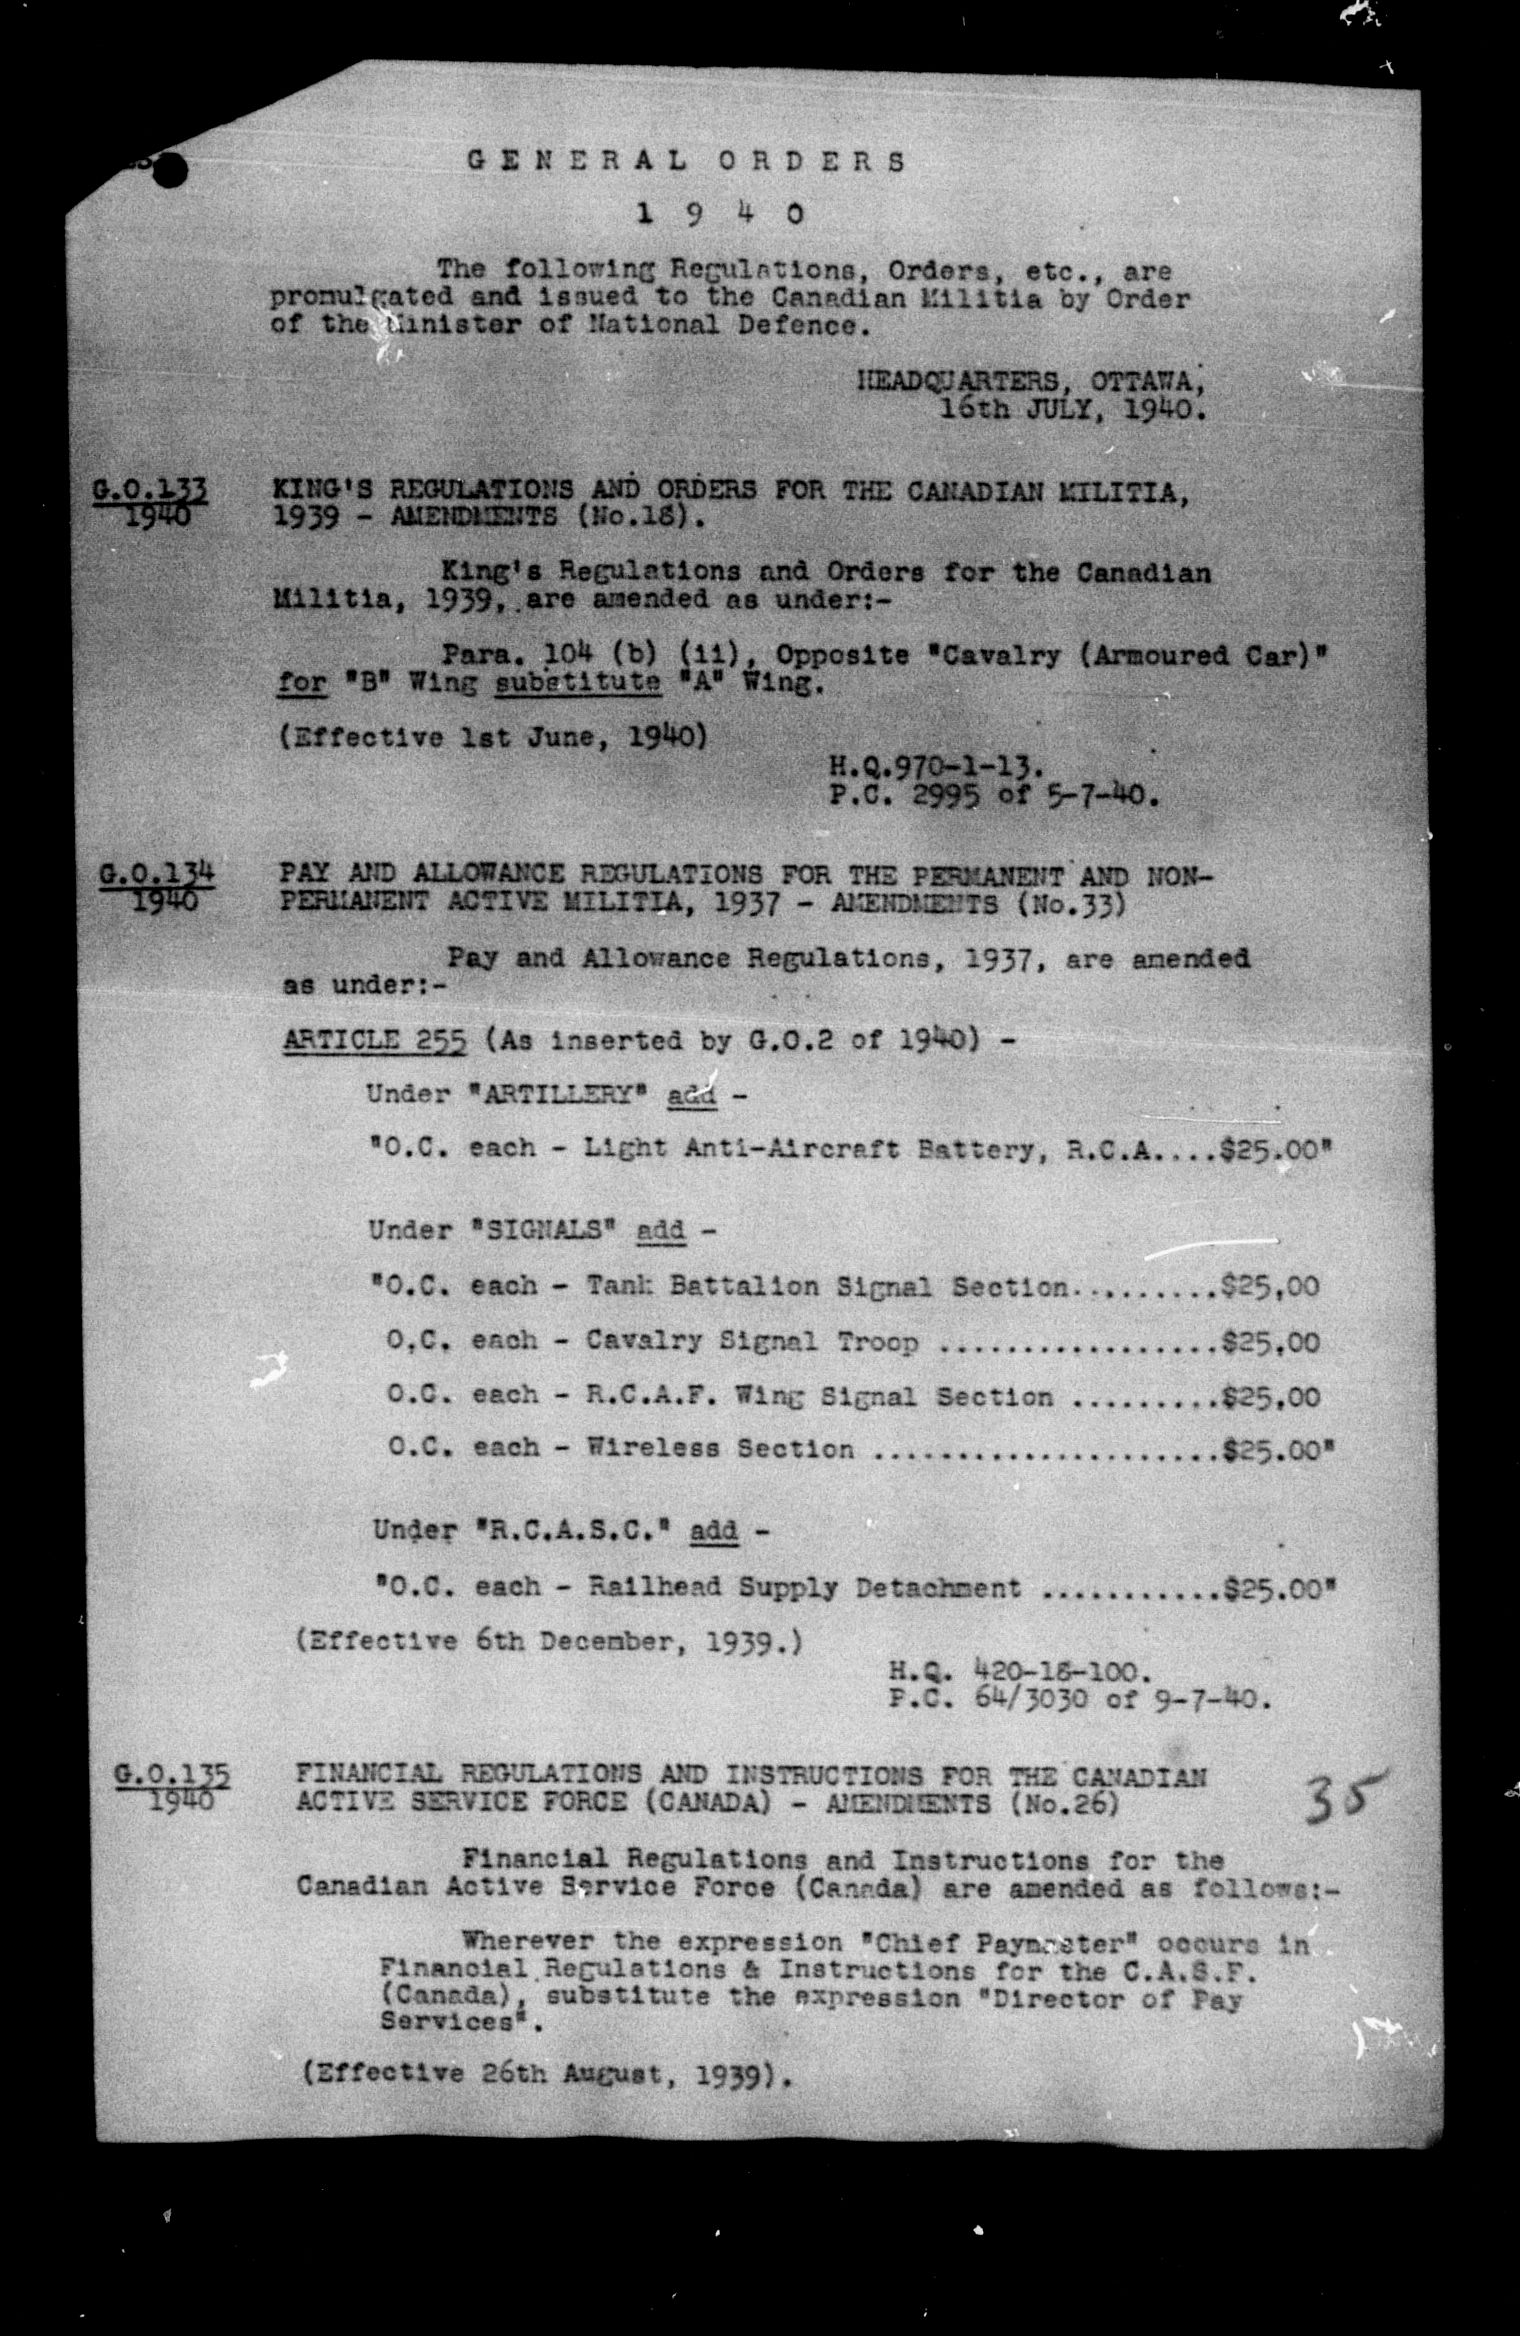 GENERAL ORDERS
1940
The following Regulations, Orders, etc., are
promulgated and issued to the Canadian Militia by Order
of the Minister of National Defence.
HEADQUARTERS, OTTAWA,
16th JULY, 1940.
G.O.133
1940
KING'S REGULATIONS AND ORDERS FOR THE CANADIAN MILITIA,
1939 - AMENDMENTS (No.18).
King's Regulations and Orders for the Canadian
Militia, 1939, are amended as under:-
Para. 104 (b) (ii), Opposite "Cavalry (Armoured Car)"
for "B" Wing substitute "A" Wing.
(Effective 1st June, 1940)
H.Q.970-1-13.
P.C. 2995 of 5-7-40.
G.O.134
1940
PAY AND ALLOWANCE REGULATIONS FOR THE PERMANENT AND NON-
PERMANENT ACTIVE MILITIA, 1937 - AMENDMENTS (No.33)
Pay and Allowance Regulations, 1937, are amended
as under:-
ARTICLE 255 (As inserted by G.O.2 of 1940) -
Under "ARTILLERY" add -
"O.C. each - Light Anti-Aircraft Battery, R.C.A....$25.00"
Under "SIGNALS" add -
"O.C. each - Tank Battalion Signal Section.........$25,00
O.C. each - Cavalry Signal Troop .................$25,00
O.C. each - R.C.A.F. Wing Signal Section .........$25,00
O.C. each - Wireless Section .....................$25.00"
Under "R.C.A.S.C." add -
"O.C. each - Railhead Supply Detachment ...........$25.00"
(Effective 6th December, 1939.)
H.Q. 420-18-100.
P.C. 64/3030 of 9-7-40.
G.O.135
1940
FINANCIAL REGULATIONS AND INSTRUCTIONS FOR THE CANADIAN
ACTIVE SERVICE FORCE (CANADA) - AMENDMENTS (No.26)
35
Financial Regulations and Instructions for the
Canadian Active Service Force (Canada) are amended as follows:-
Wherever the expression "Chief Paymaster" occurs in
Financial Regulations & Instructions for the C.A.S.F.
(Canada), substitute the expression "Director of Pay
Services".
(Effective 26th August, 1939).